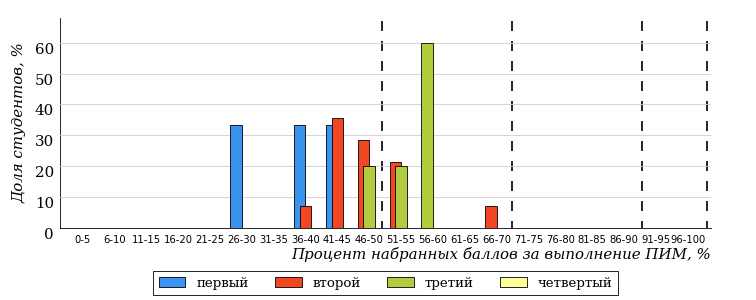 Доля студентов, %
60
50
40
30
20
10
0
0-5 6-10 11-15 16-20 21-25 26-30 31-35 36-40 41-45 46-50 51-55 56-60 61-65 66-70 71-75 76-80 81-85 86-90 91-95 96-100
Процент набранных баллов за выполнение ПИМ, %
первый второй третий четвертый